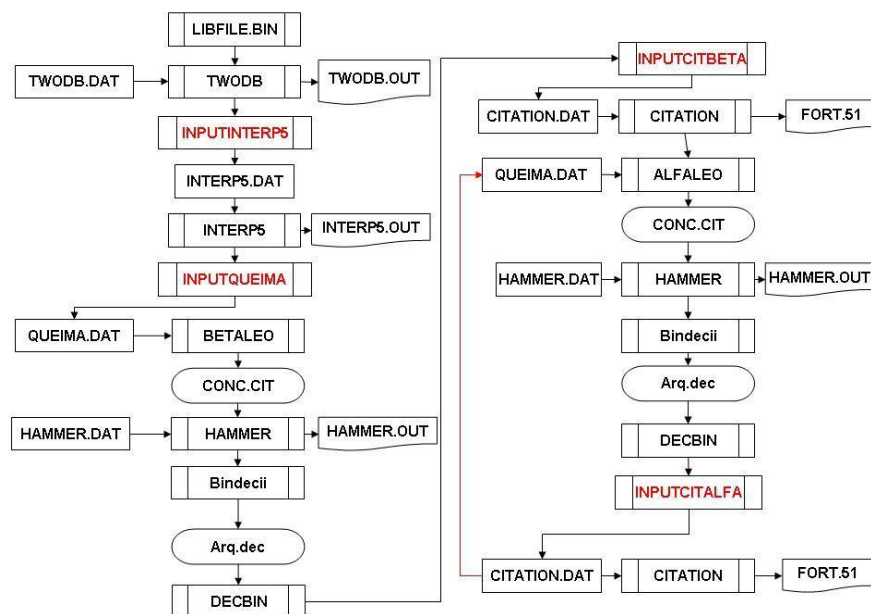 LIBFILE.BIN
TWODB.DAT
TWODB
TWODB.OUT
INPUTINTERP5
INTERP5.DAT
INTERP5
INTERP5.OUT
INPUTQUEIMA
QUEIMA.DAT
BETALEO
CONC.CIT
HAMMER.DAT
HAMMER
HAMMER.OUT
Bindecii
Arq.dec
DECBIN
INPUTCITBETA
CITATION.DAT
CITATION
FORT.51
QUEIMA.DAT
ALFALEO
CONC.CIT
HAMMER.DAT
HAMMER
HAMMER.OUT
Bindecii
Arq.dec
DECBIN
INPUTCITALFA
CITATION.DAT
CITATION
FORT.51